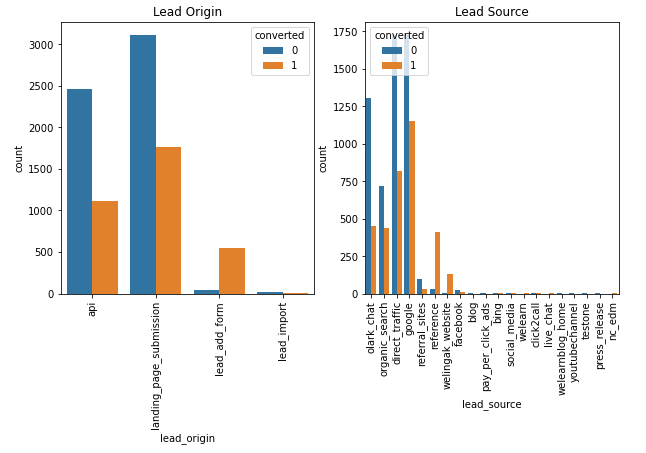 Lead Origin
converted
0
1
3000
2500
2000
1500
1000
500
0
count
api
landing_page_submission
lead_add_form
lead_import
lead_origin
Lead Source
converted
0
1
1750
1500
1250
1000
750
500
250
0
count
olark_chat
organic_search
direct_traffic
google
referral_sites
reference
welingak_website
facebook
blog
pay_per_click_ads
bing
social_media
welearn
click2call
live_chat
welearnblog_home
youtubechannel
testone
press_release
nc_edm
lead_source